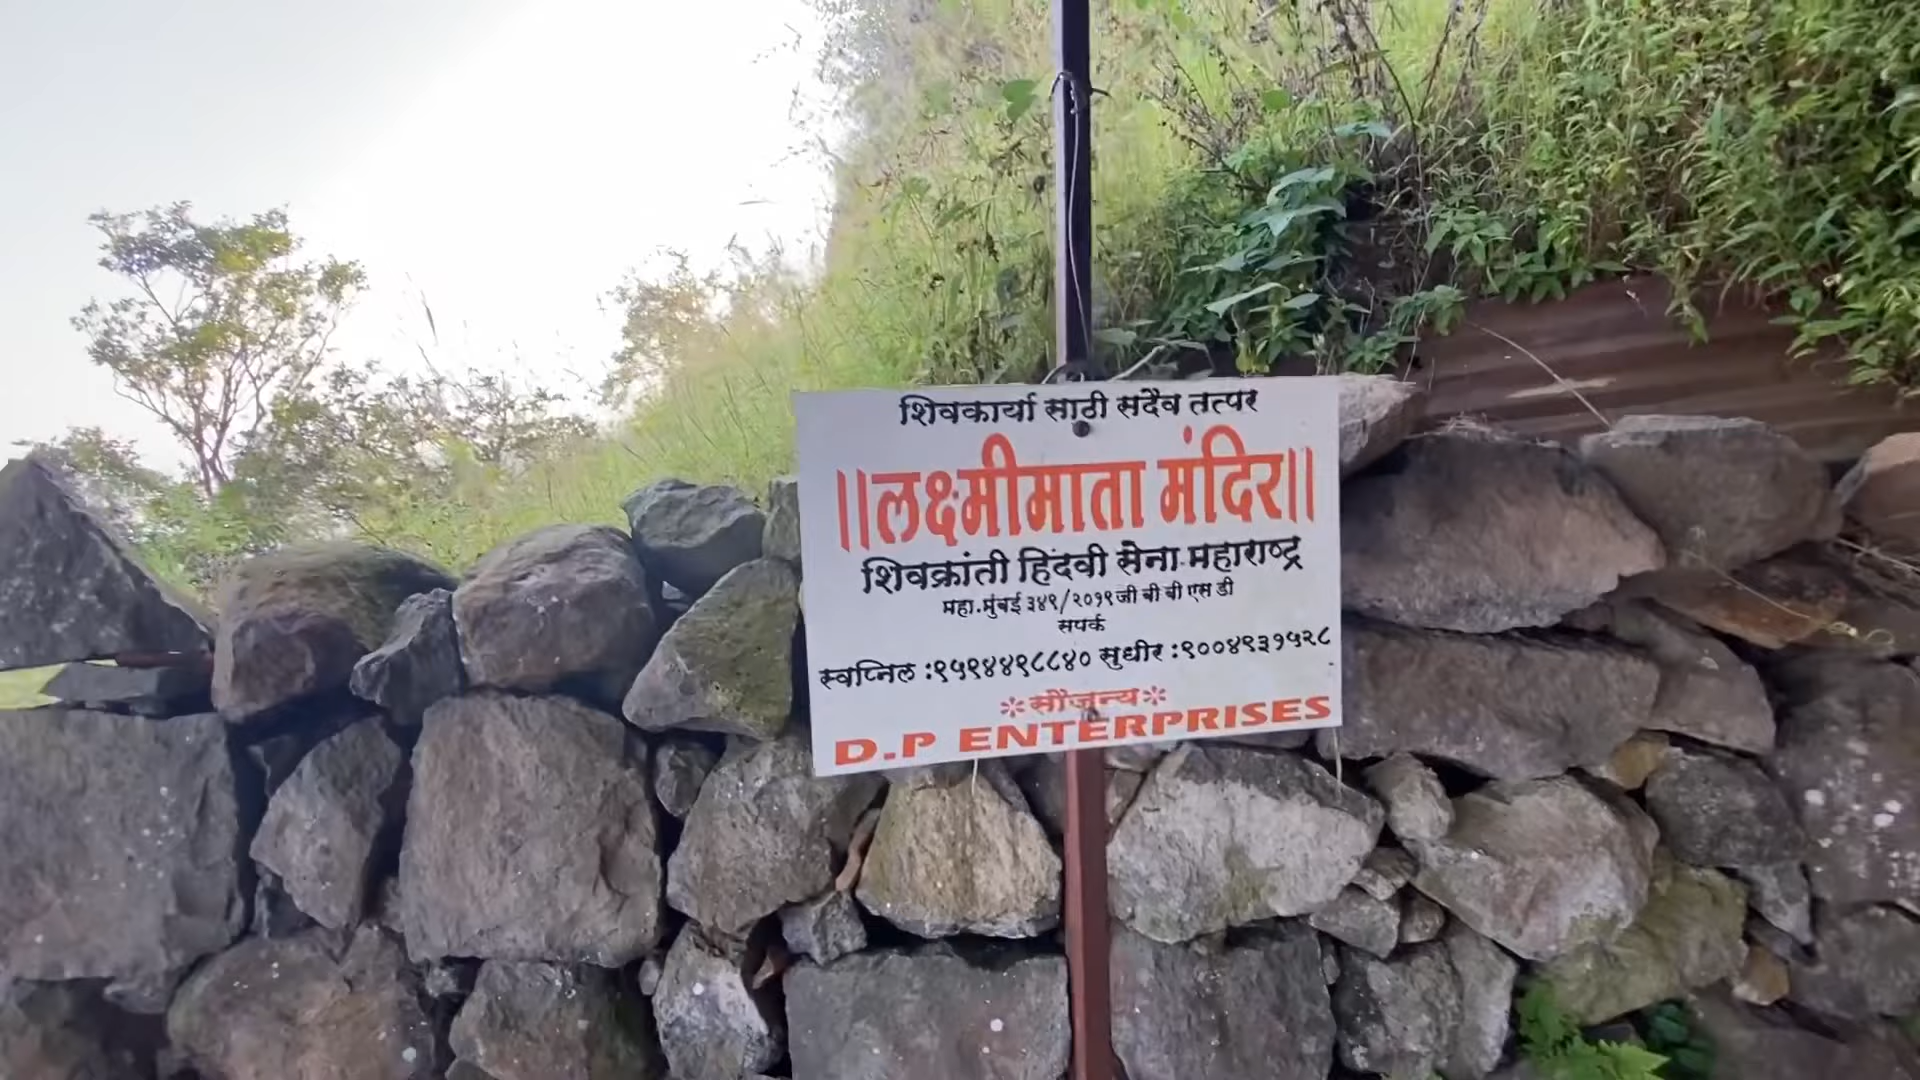 शिवकार्या साठी सदैव तत्पर
||लक्ष्मीमाता मंदिर||
शिवक्रांती हिंदवी सेना महाराष्ट्र
महा.मुंबई ३४९/२०१९ जी बी बी एस डी
संपर्क
स्वप्निल :९५९४४९८८४० सुधीर :९००४९३१५२८
*सौजन्य*
D.P ENTERPRISES